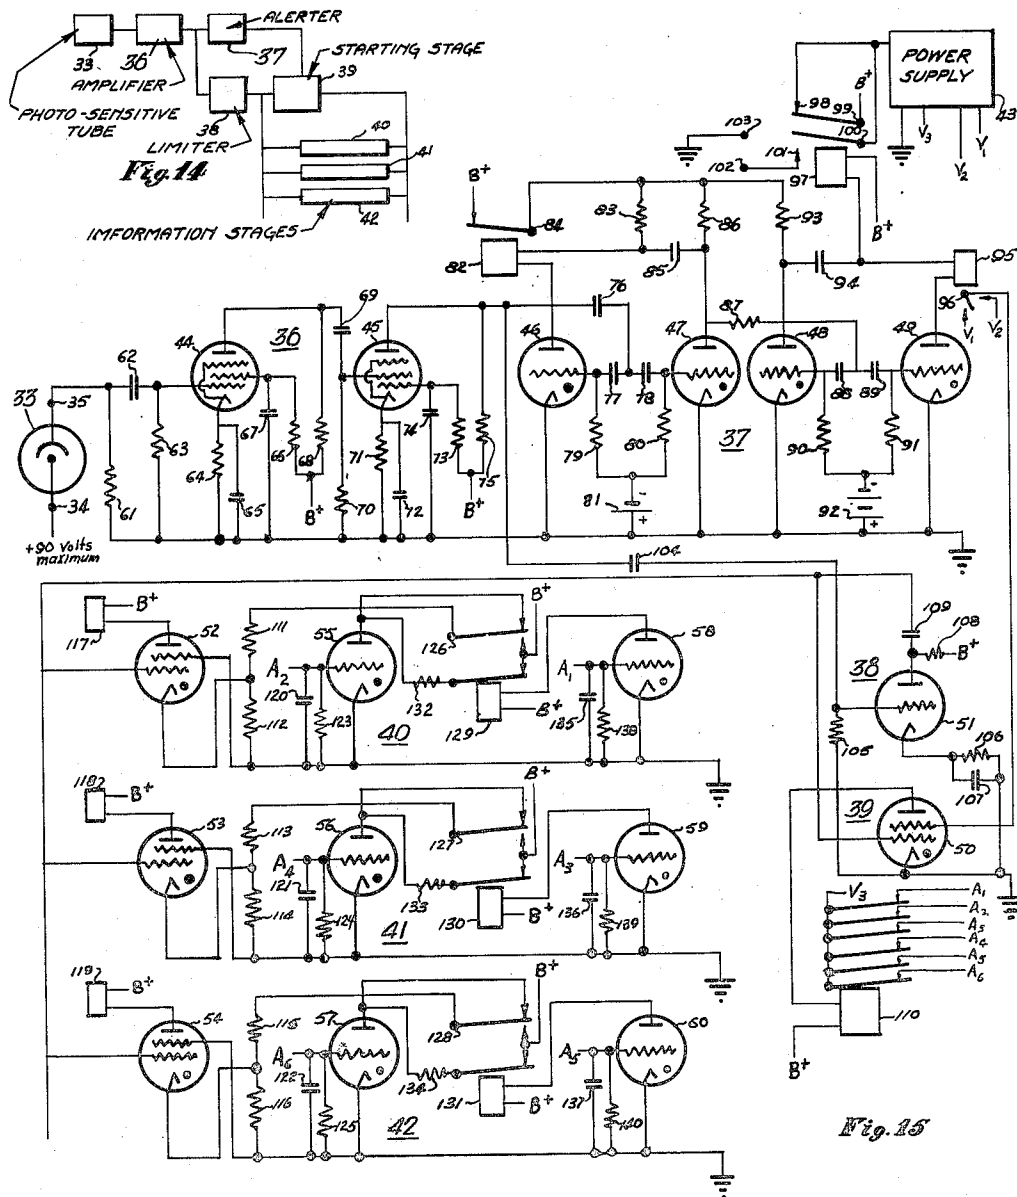 ALERTER
33
36
37
AMPLIFIER
STARTING STAGE
39
PHOTO-SENSITIVE
TUBE
38
LIMITER
40
41
42
Fig. 14
IMFORMATION STAGES
POWER
SUPPLY
43
B+
98
99
100
101
102
103
97
V3
V2
V1
B+
B+
84
83
86
93
82
85
94
95
96
V1
V2
76
87
69
62
44
36
45
46
47
48
49
33
35
34
+90 volts
maximum
61
63
64
65
67
66
68
B+
70
71
72
74
73
75
B+
77
78
79
80
81
-
+
37
88
89
90
91
92
-
+
104
117
B+
52
111
112
A2
120
123
55
126
132
40
B+
129
B+
A1
135
138
58
109
108
B+
38
51
105
106
107
118
B+
53
113
114
A4
121
124
56
127
133
41
B+
130
B+
A3
136
139
59
39
50
V3
A1
A2
A3
A4
A5
A6
110
B+
119
B+
54
115
116
A6
122
125
57
128
134
42
B+
131
B+
A5
137
140
60
Fig. 15